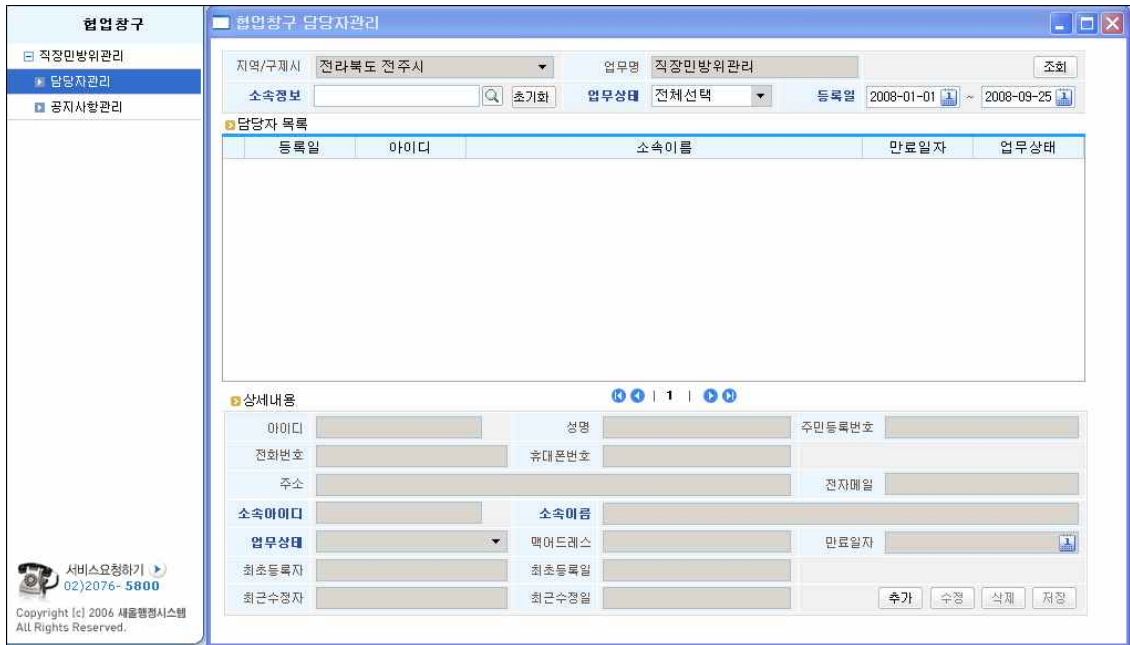 협업창구
직장민방위관리
담당자관리
공지사항관리
서비스요청하기
02)2076- 5800
Copyright (c) 2006 새올행정시스템
All Rights Reserved.
협업창구 담당자관리
지역/구제시 전라북도 전주시 업무명 직장민방위관리 조회
소속정보 초기화 업무상태 전체선택 등록일 2008-01-01 ~ 2008-09-25
담당자 목록
등록일 아이디 소속이름 만료일자 업무상태
| 1 |
상세내용
아이디 성명 주민등록번호
전화번호 휴대폰번호
주소 전자메일
소속아이디 소속이름
업무상태 맥어드레스 만료일자
최초등록자 최초등록일
최근수정자 최근수정일 추가 수정 삭제 저장